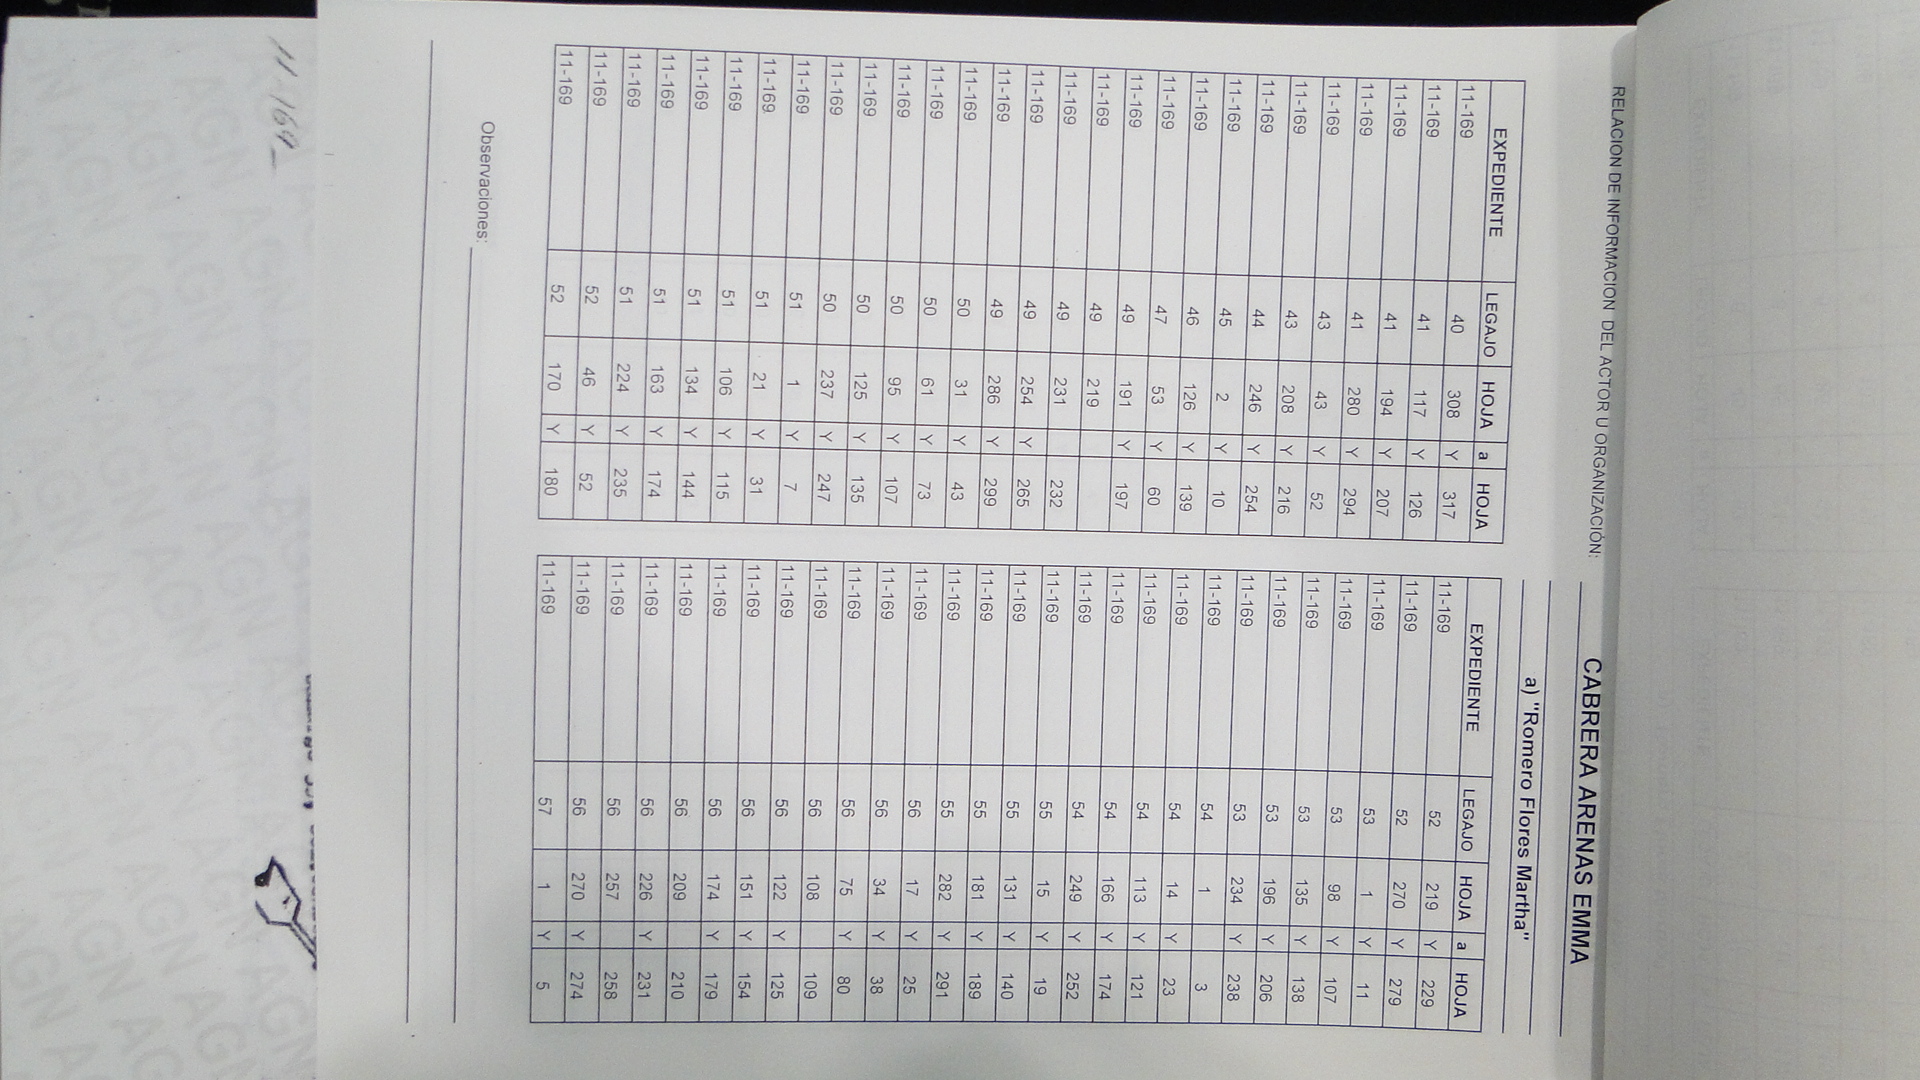 RELACION DE INFORMACION DEL ACTOR U ORGANIZACIÓN:
CABRERA ARENAS EMMA
a) "Romero Flores Martha"
EXPEDIENTE LEGAJO HOJA a HOJA
11-169 40 308 Y 317
11-169 41 117 Y 126
11-169 41 194 Y 207
11-169 41 280 Y 294
11-169 43 43 Y 52
11-169 43 208 Y 216
11-169 44 246 Y 254
11-169 45 2 Y 10
11-169 46 126 Y 139
11-169 47 53 Y 60
11-169 49 191 Y 197
11-169 49 219
11-169 49 231 232
11-169 49 254 Y 265
11-169 49 286 Y 299
11-169 50 31 Y 43
11-169 50 61 Y 73
11-169 50 95 Y 107
11-169 50 125 Y 135
11-169 50 237 Y 247
11-169 51 1 Y 7
11-169 51 21 Y 31
11-169 51 106 Y 115
11-169 51 134 Y 144
11-169 51 163 Y 174
11-169 51 224 Y 235
11-169 52 46 Y 52
11-169 52 170 Y 180
EXPEDIENTE LEGAJO HOJA a HOJA
11-169 52 219 Y 229
11-169 52 270 Y 279
11-169 53 1 Y 11
11-169 53 98 Y 107
11-169 53 135 Y 138
11-169 53 196 Y 206
11-169 53 234 Y 238
11-169 54 1 3
11-169 54 14 Y 23
11-169 54 113 Y 121
11-169 54 166 Y 174
11-169 54 249 Y 252
11-169 55 15 Y 19
11-169 55 131 Y 140
11-169 55 181 Y 189
11-169 55 282 Y 291
11-169 56 17 Y 25
11-169 56 34 Y 38
11-169 56 75 Y 80
11-169 56 108 109
11-169 56 122 Y 125
11-169 56 151 Y 154
11-169 56 174 Y 179
11-169 56 209 210
11-169 56 226 Y 231
11-169 56 257 258
11-169 56 270 Y 274
11-169 57 1 Y 5
Observaciones:
11-169_
AGN AGN AGN AGN AGN